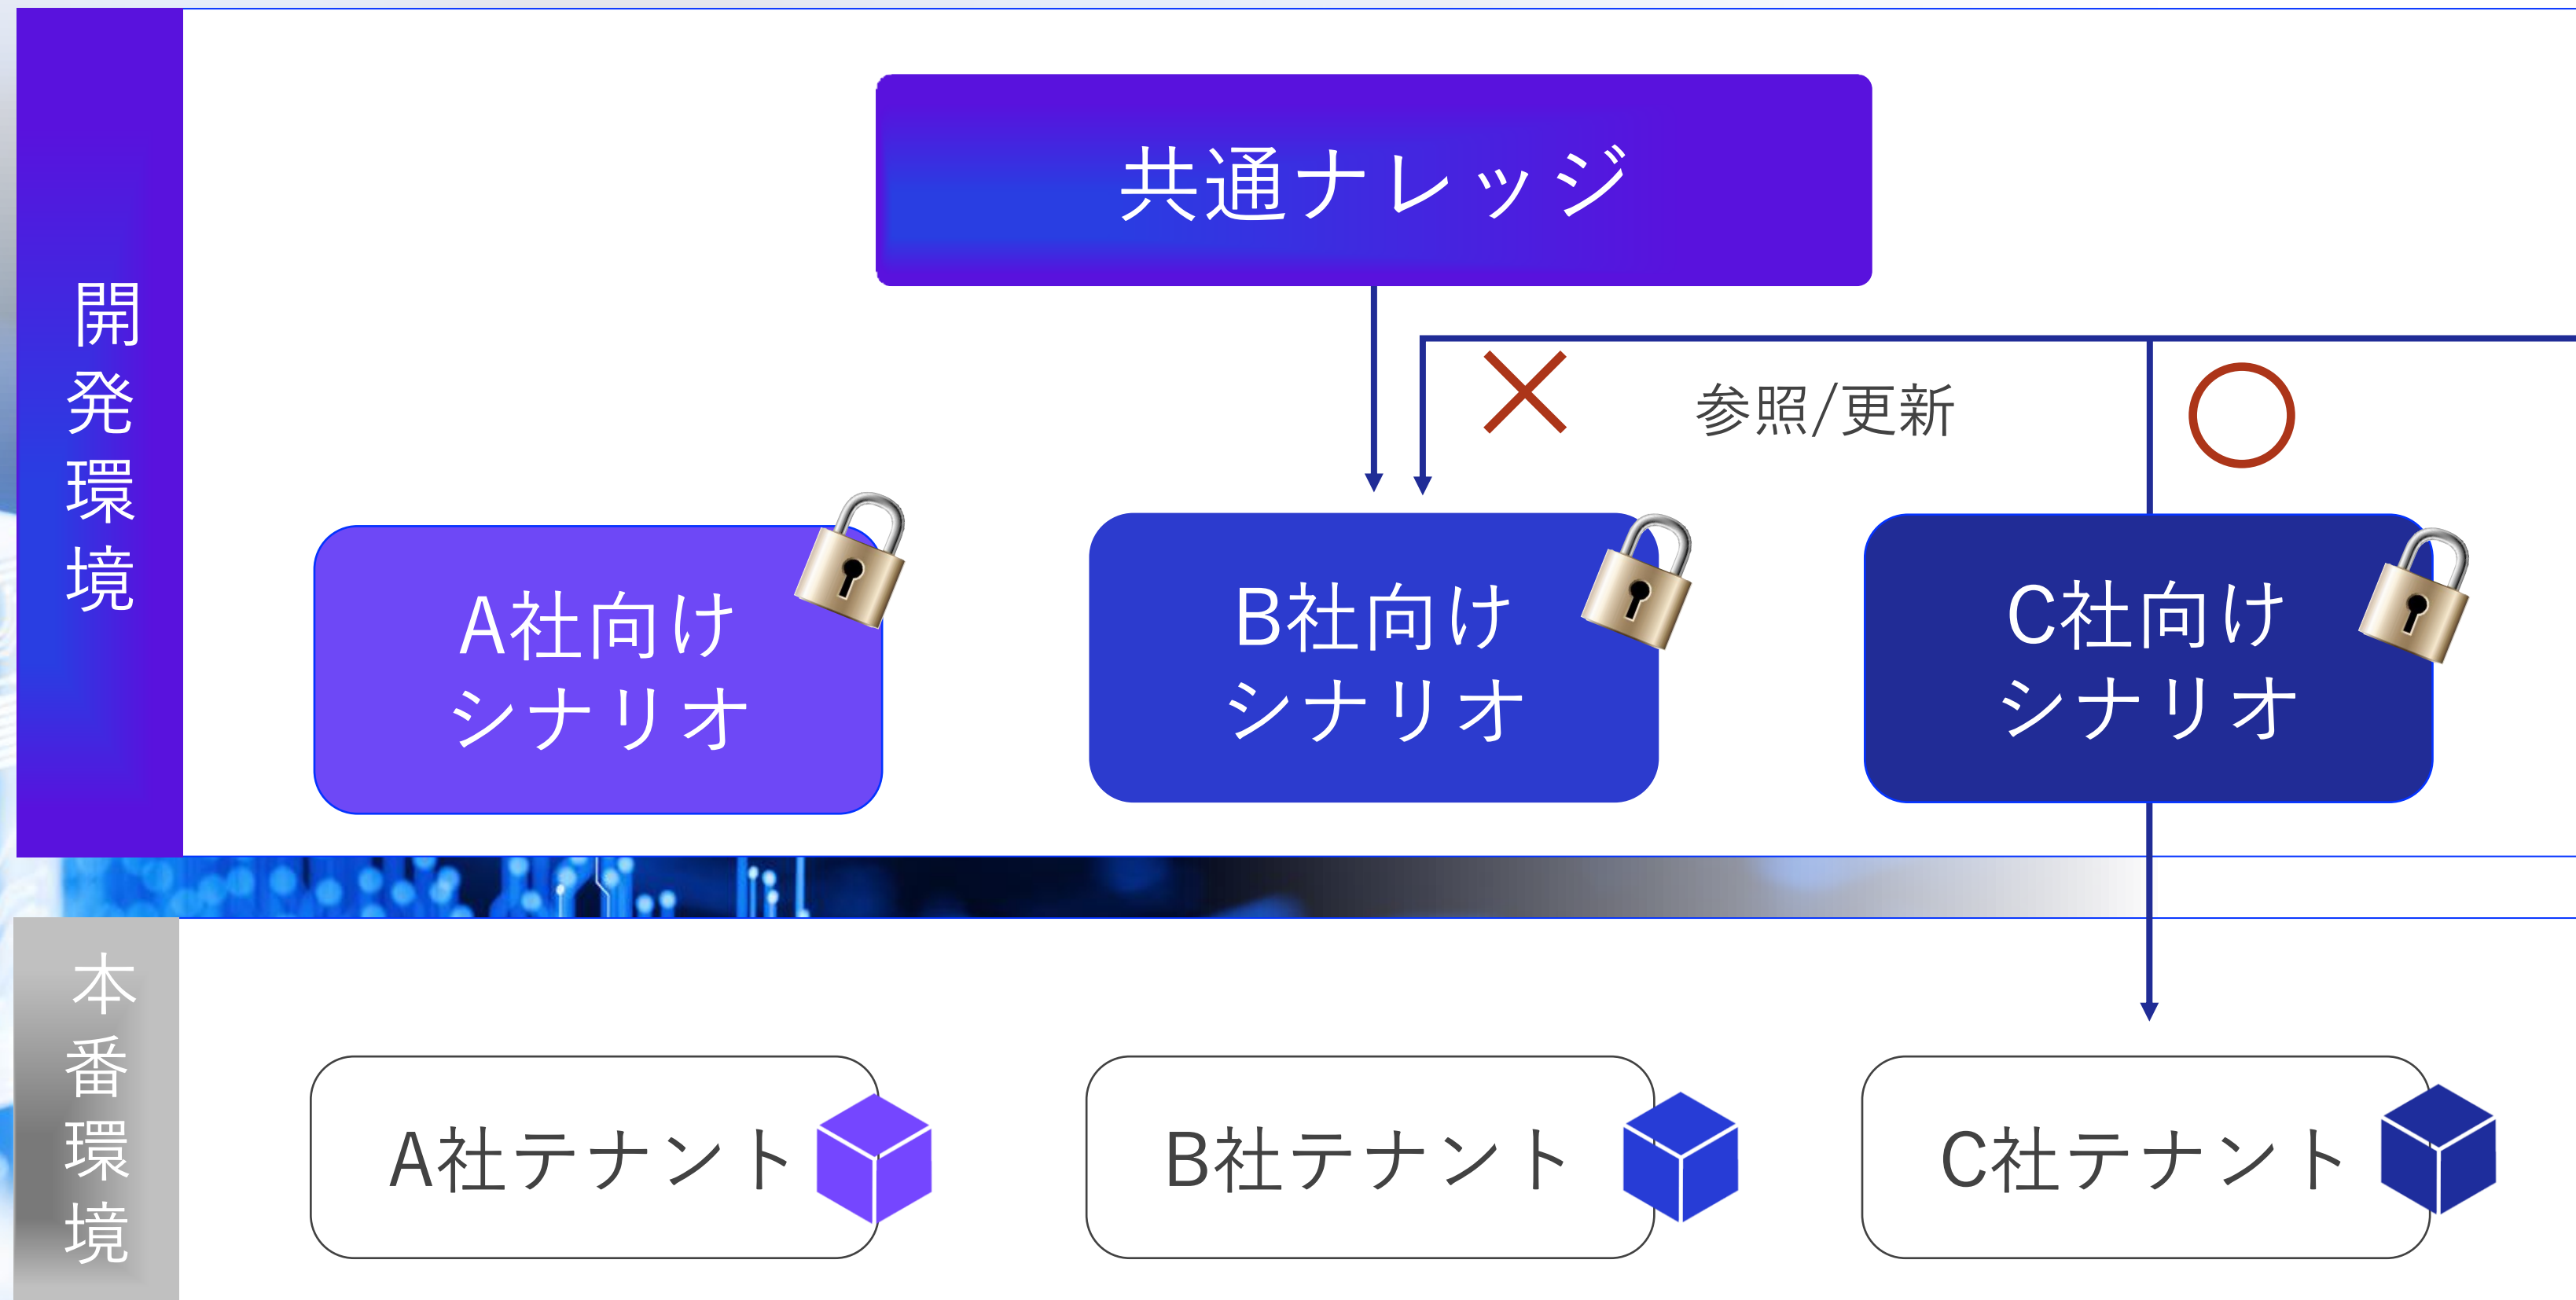 開発環境
共通ナレッジ
参照/更新
A社向け
シナリオ
B社向け
シナリオ
C社向け
シナリオ
本番環境
A社テナント
B社テナント
C社テナント